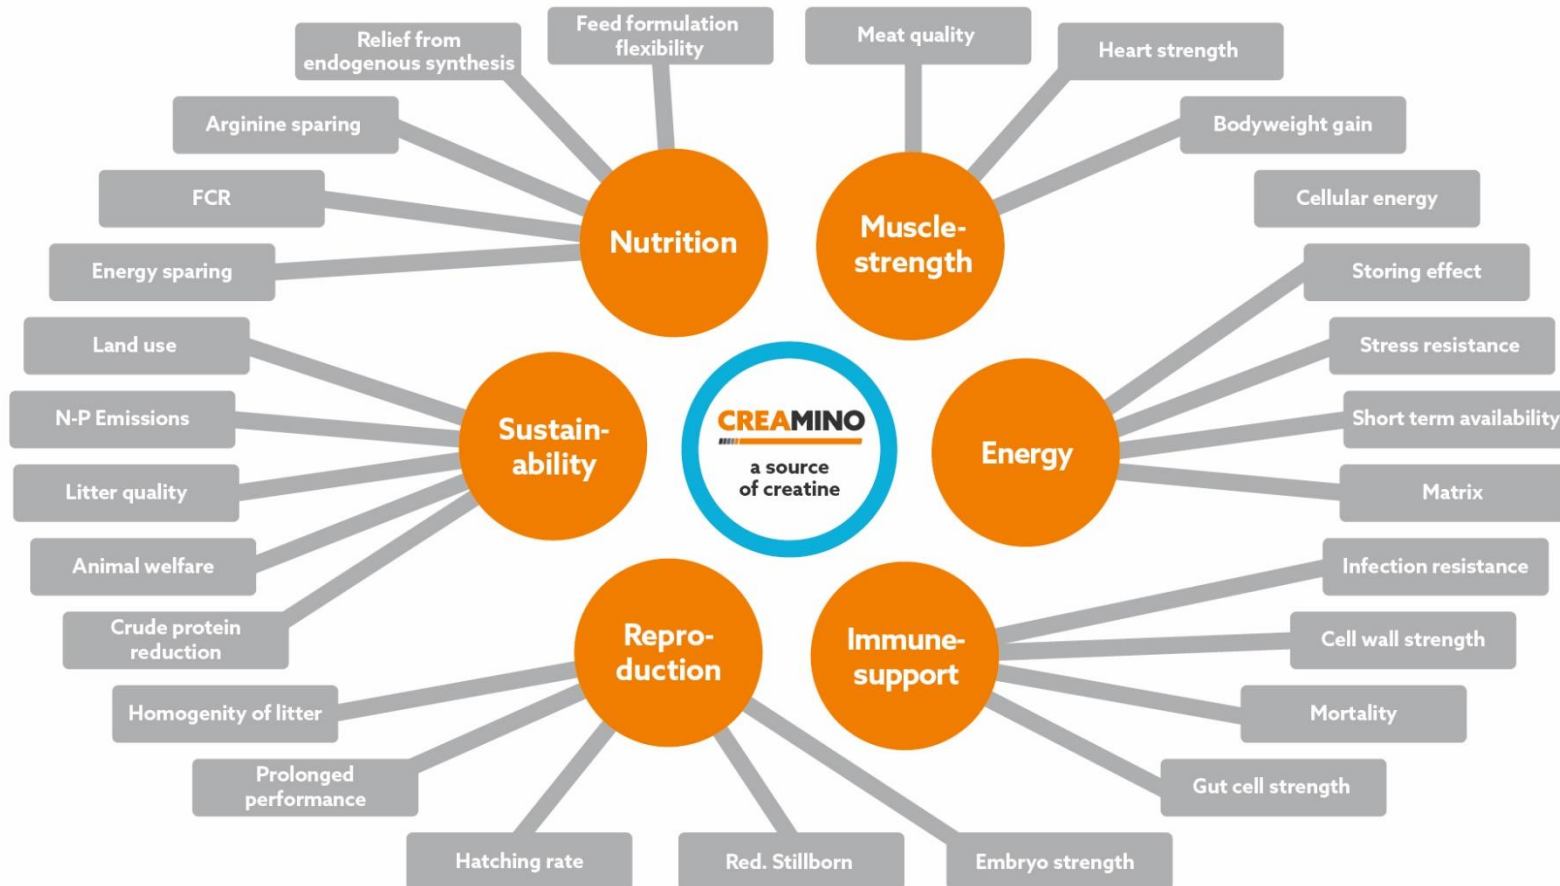 Feed formulation
flexibility
Relief from
endogenous synthesis
Arginine sparing
FCR
Energy sparing
Nutrition
Meat quality
Heart strength
Bodyweight gain
Muscle-
strength
Cellular energy
Storing effect
Stress resistance
Short term availability
Matrix
Energy
Land use
N-P Emissions
Litter quality
Animal welfare
Crude protein
reduction
Sustain-
ability
CREAMINO
a source
of creatine
Infection resistance
Cell wall strength
Mortality
Gut cell strength
Immune-
support
Repro-
duction
Homogenity of litter
Prolonged
performance
Hatching rate
Red. Stillborn
Embryo strength